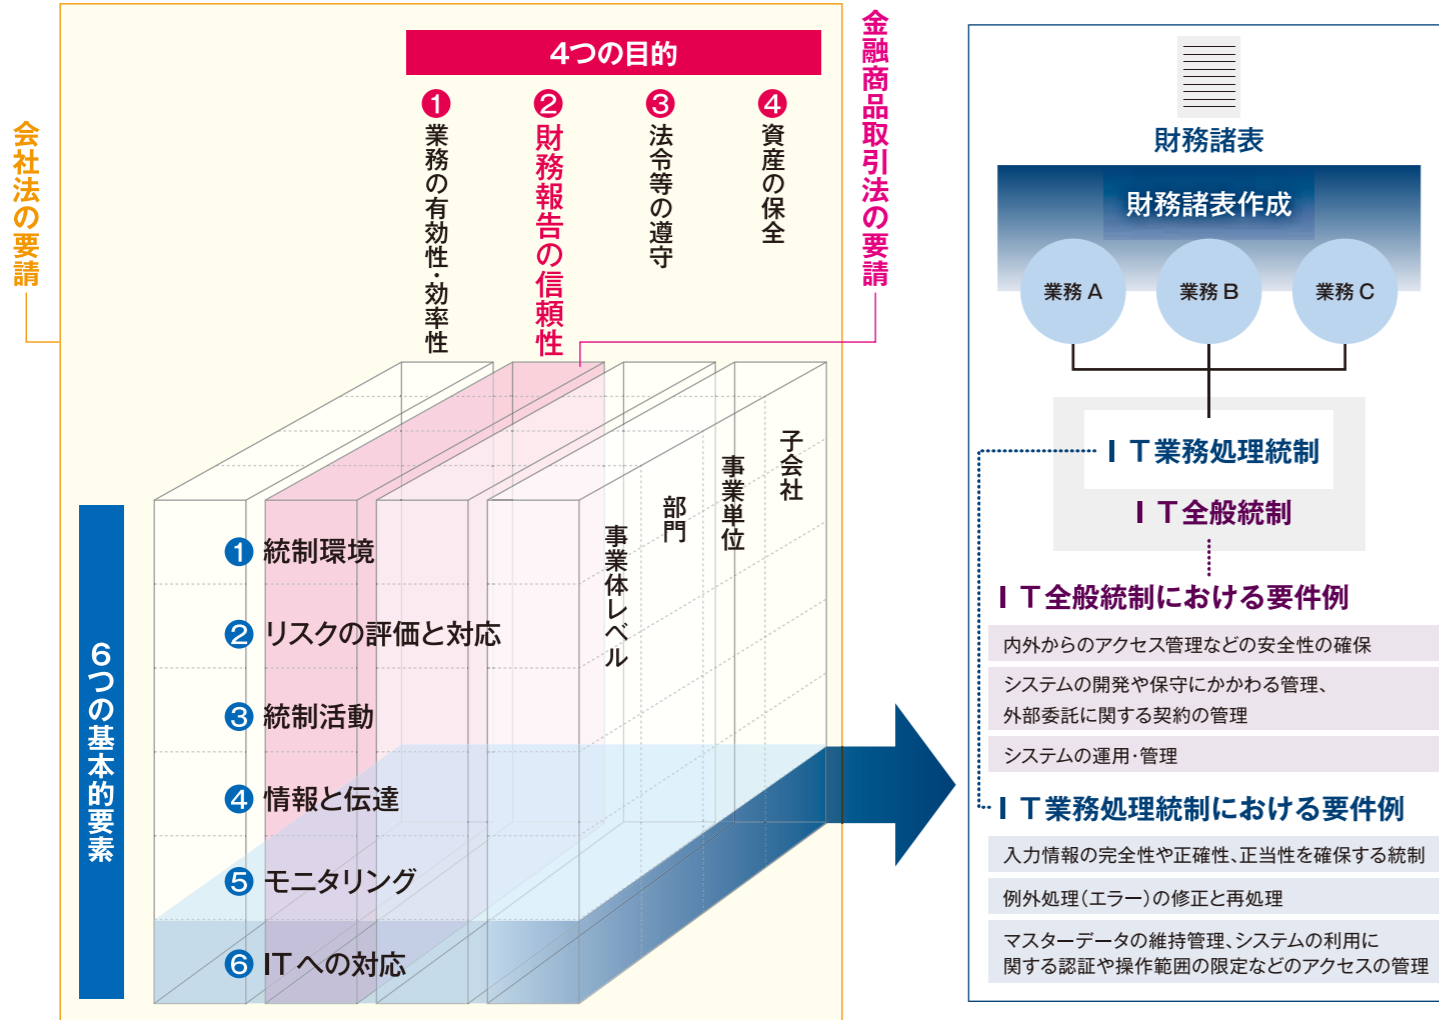 会社法の要請
4つの目的
❶業務の有効性・効率性
❷財務報告の信頼性
❸法令等の遵守
❹資産の保全
金融商品取引法の要請
6つの基本的要素
❶統制環境
❷リスクの評価と対応
❸統制活動
❹情報と伝達
❺モニタリング
❻ITへの対応
事業体レベル
部門
事業単位
子会社
財務諸表
財務諸表作成
業務 A
業務 B
業務 C
IT業務処理統制
IT全般統制
IT全般統制における要件例
内外からのアクセス管理などの安全性の確保
システムの開発や保守にかかわる管理、
外部委託に関する契約の管理
システムの運用・管理
IT業務処理統制における要件例
入力情報の完全性や正確性、正当性を確保する統制
例外処理(エラー)の修正と再処理
マスターデータの維持管理、システムの利用に
関する認証や操作範囲の限定などのアクセスの管理